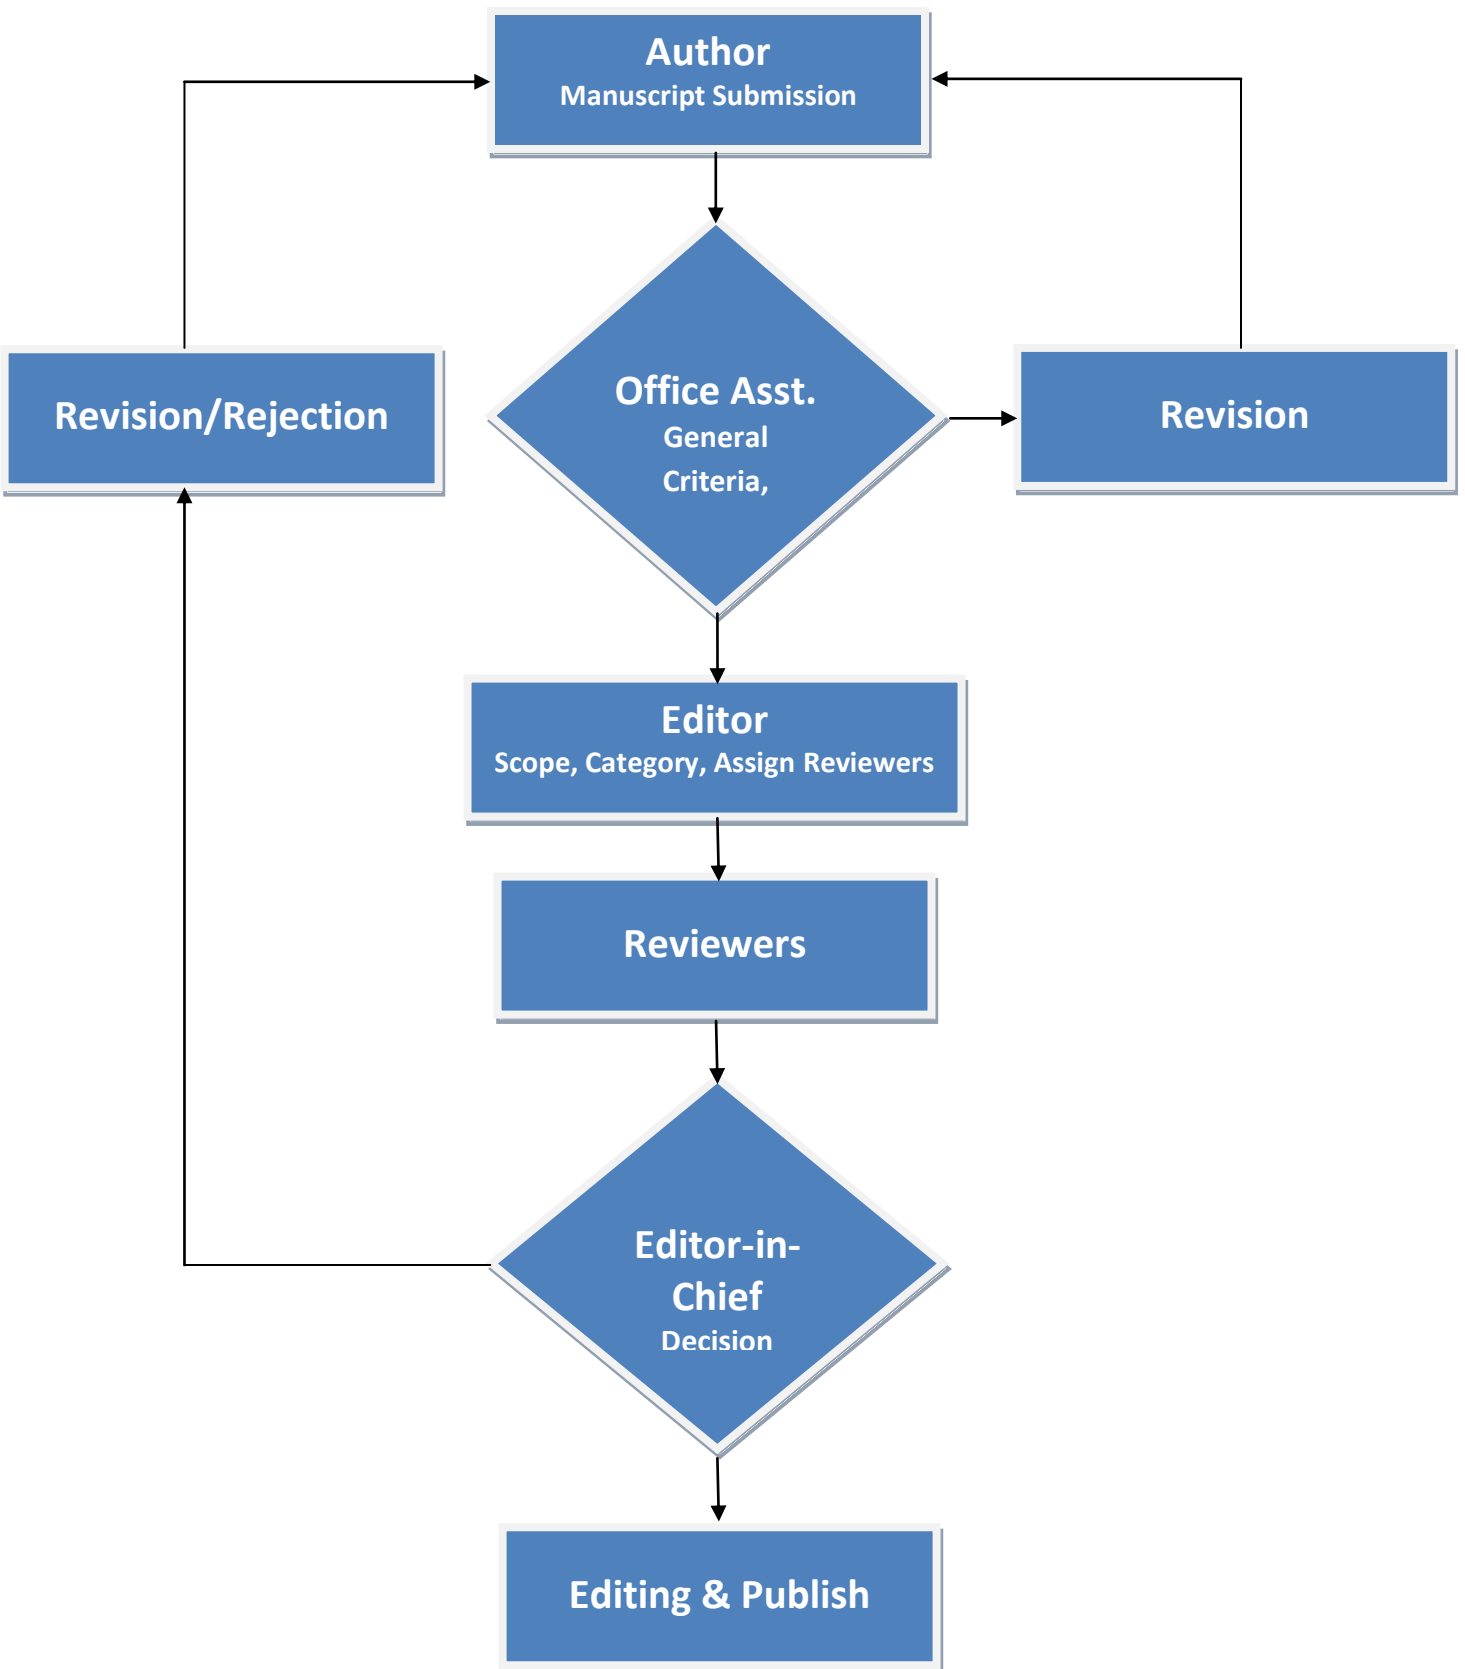 Author
Manuscript Submission
Revision/Rejection
Office Asst.
General
Criteria,
Revision
Editor
Scope, Category, Assign Reviewers
Reviewers
Editor-in-
Chief
Decision
Editing & Publish